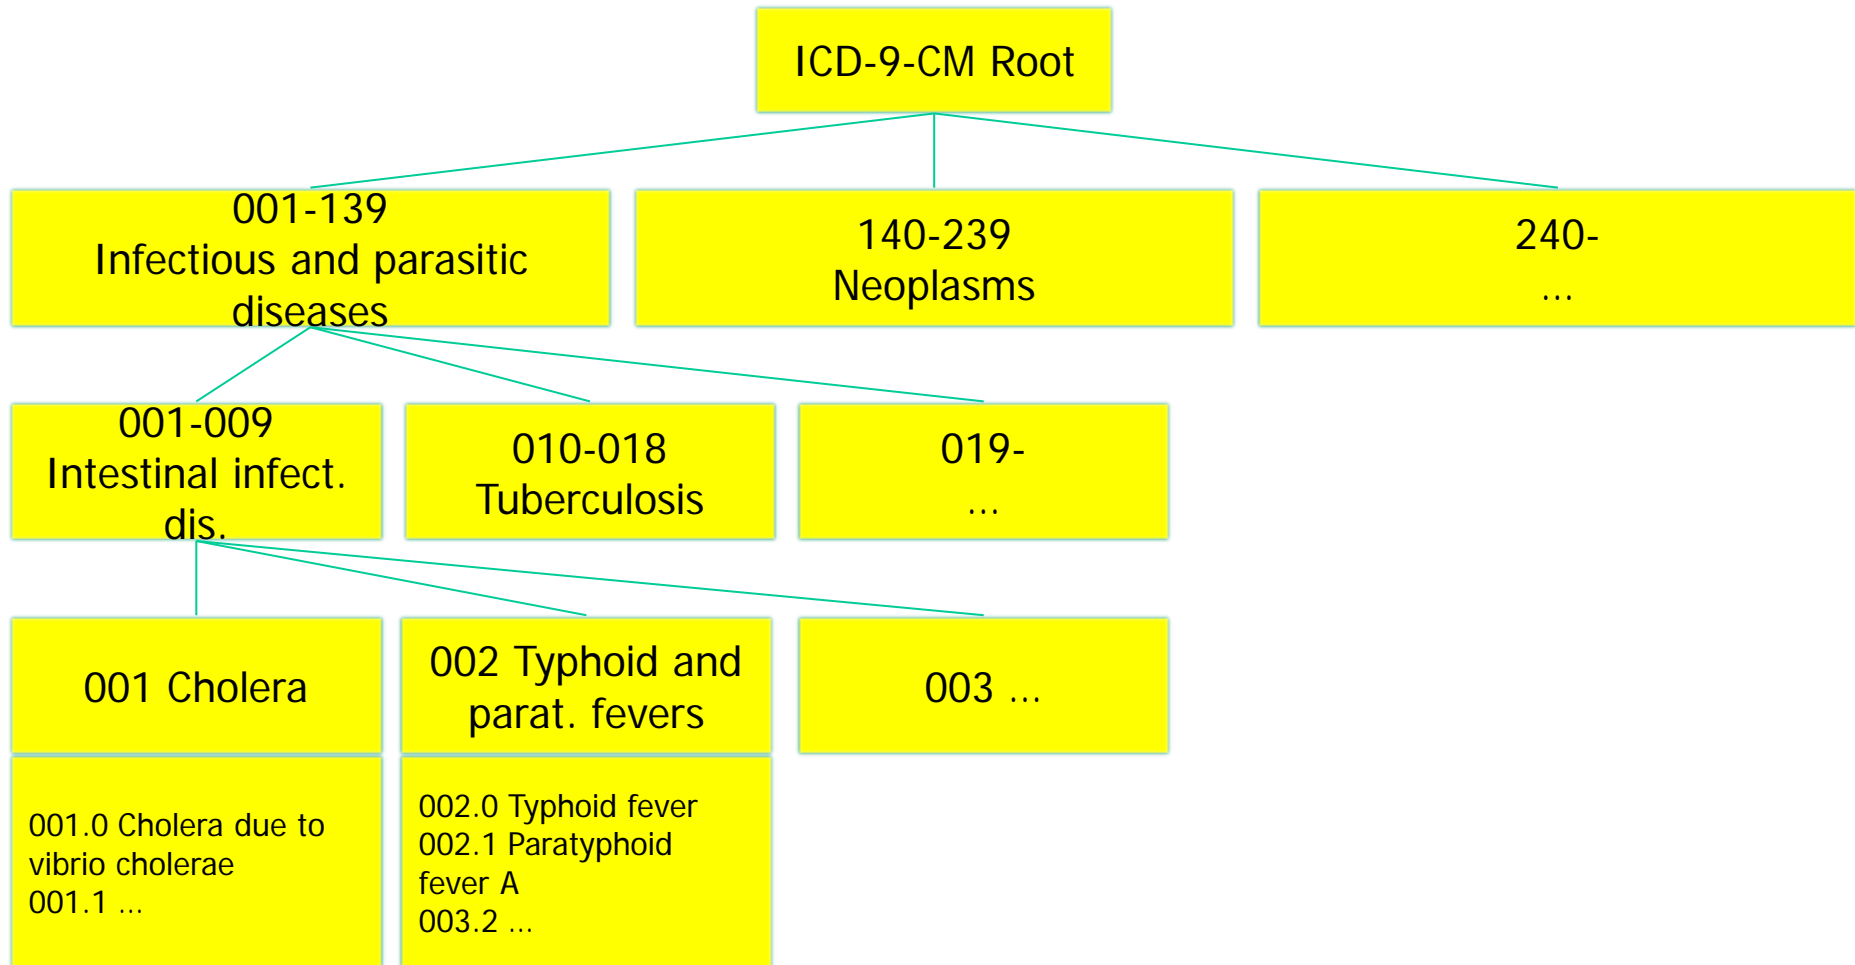 ICD-9-CM Root
001-139
Infectious and parasitic
diseases
140-239
Neoplasms
240-
...
001-009
Intestinal infect.
dis.
010-018
Tuberculosis
019-
...
001 Cholera
002 Typhoid and
parat. fevers
003 ...
001.0 Cholera due to
vibrio cholerae
001.1 ...
002.0 Typhoid fever
002.1 Paratyphoid
fever A
003.2 ...